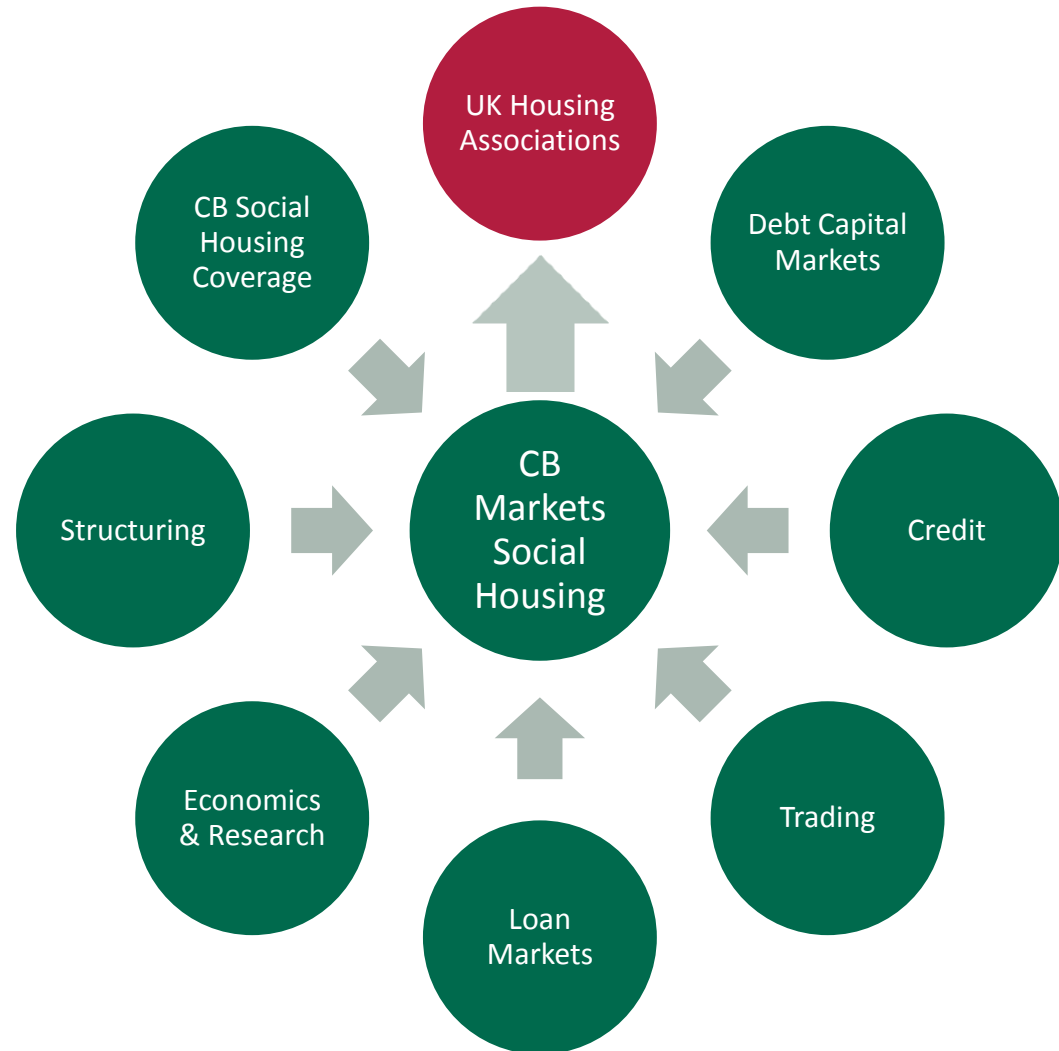 UK Housing
Associations
CB Social
Housing
Coverage
Debt Capital
Markets
Structuring
CB
Markets
Social
Housing
Credit
Economics
& Research
Trading
Loan
Markets